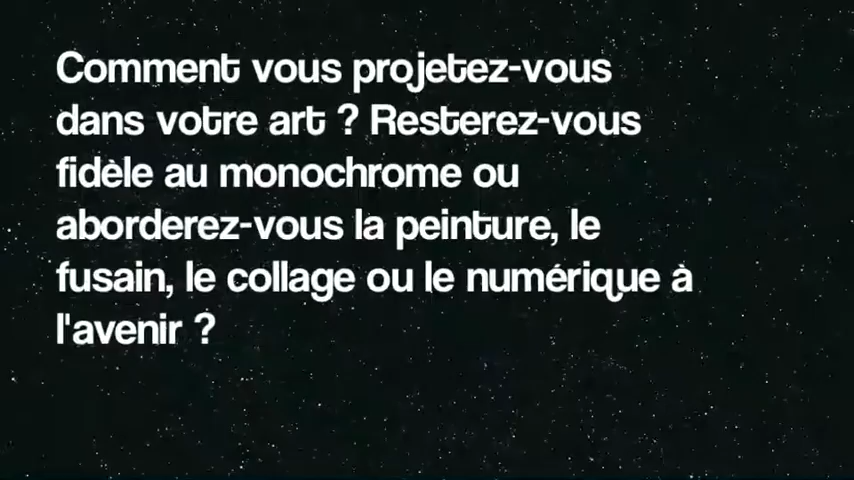 Comment vous projetez-vous
dans votre art ? Resterez-vous
fidèle au monochrome ou
aborderez-vous la peinture, le
fusain, le collage ou le numérique à
l'avenir ?